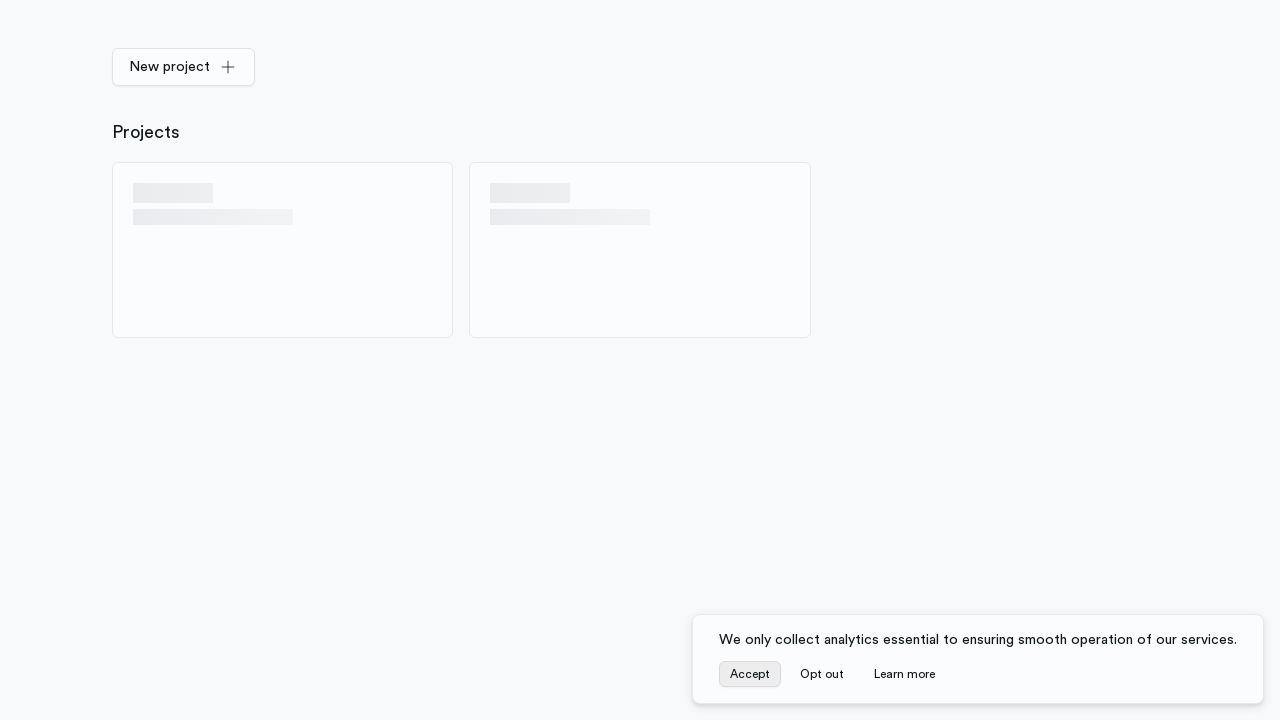 New project
Projects
We only collect analytics essential to ensuring smooth operation of our services.
Accept Opt out Learn more